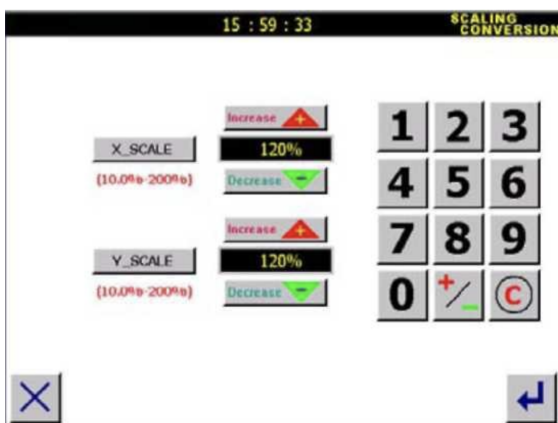 15 : 59 : 33
SCALING
CONVERSION
Increase +
X_SCALE
120%
(10.0%-200%)
Decrease -
Increase +
Y_SCALE
120%
(10.0%-200%)
Decrease -
1 2 3
4 5 6
7 8 9
0 +/- C